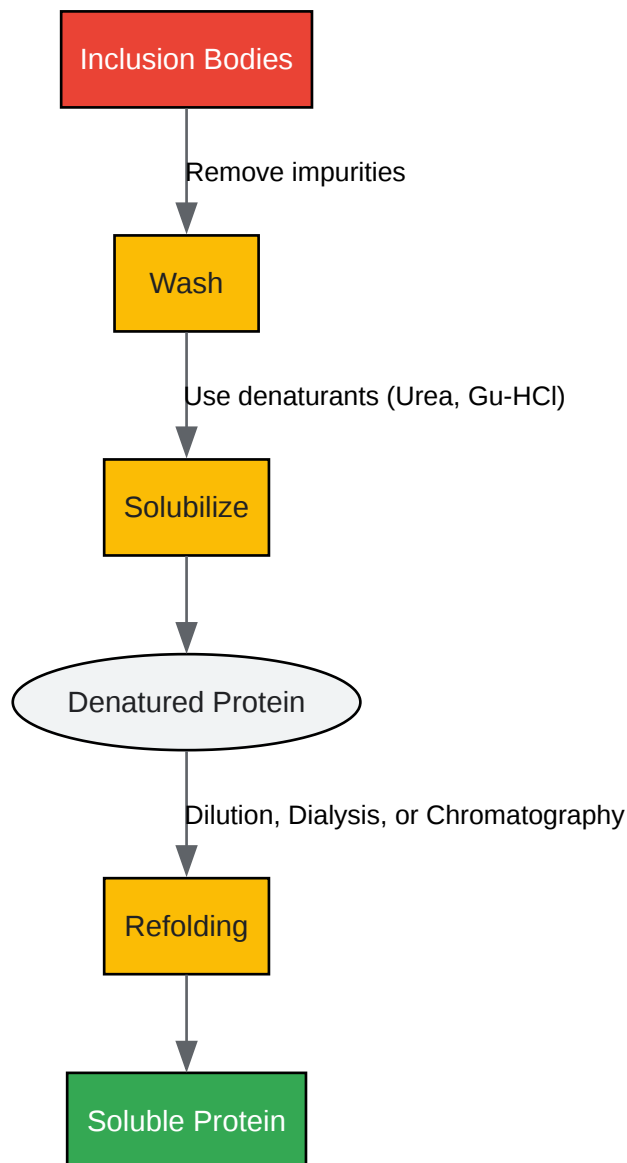 Inclusion Bodies
Remove impurities
Wash
Use denaturants (Urea, Gu-HCl)
Solubilize
Denatured Protein
Dilution, Dialysis, or Chromatography
Refolding
Soluble Protein